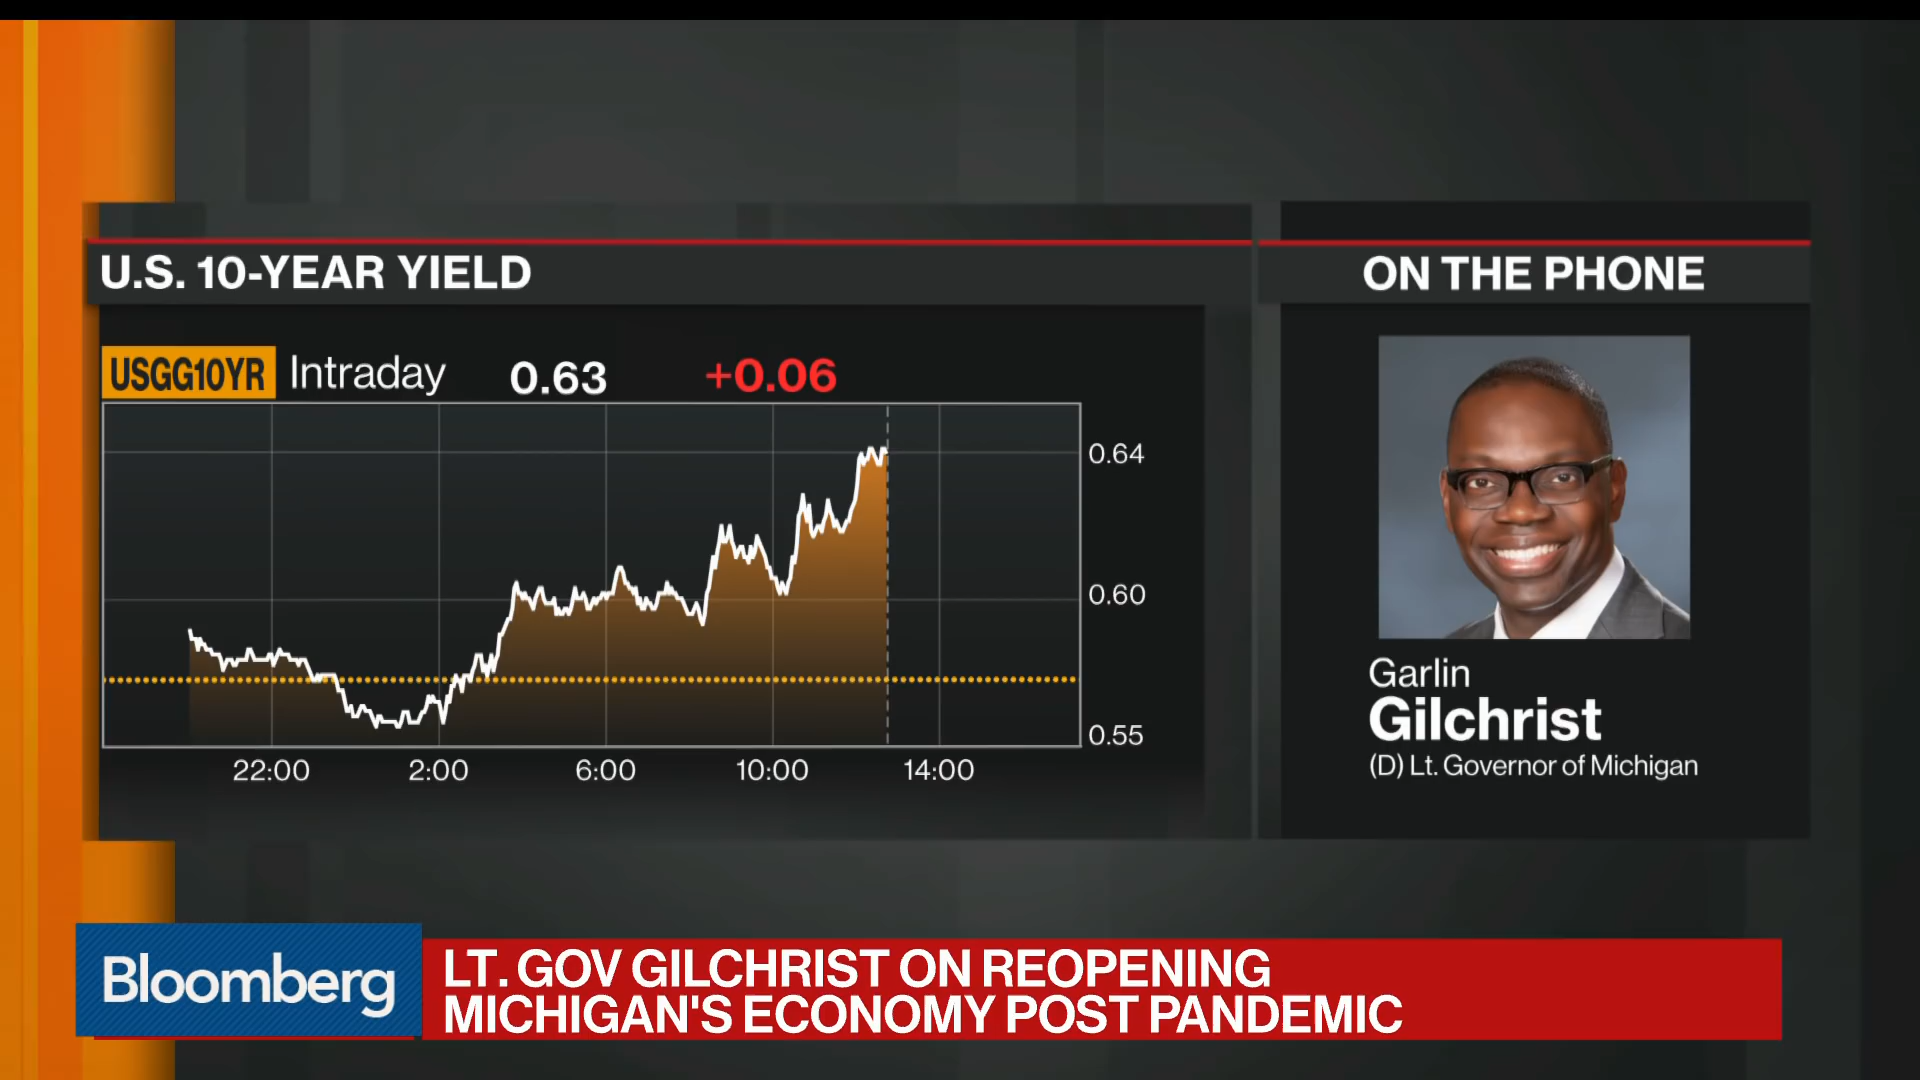 U.S. 10-YEAR YIELD
USGG10YR Intraday 0.63 +0.06
0.64
0.60
0.55
22:00 2:00 6:00 10:00 14:00
ON THE PHONE
Garlin
Gilchrist
(D) Lt. Governor of Michigan
Bloomberg
LT. GOV GILCHRIST ON REOPENING
MICHIGAN'S ECONOMY POST PANDEMIC